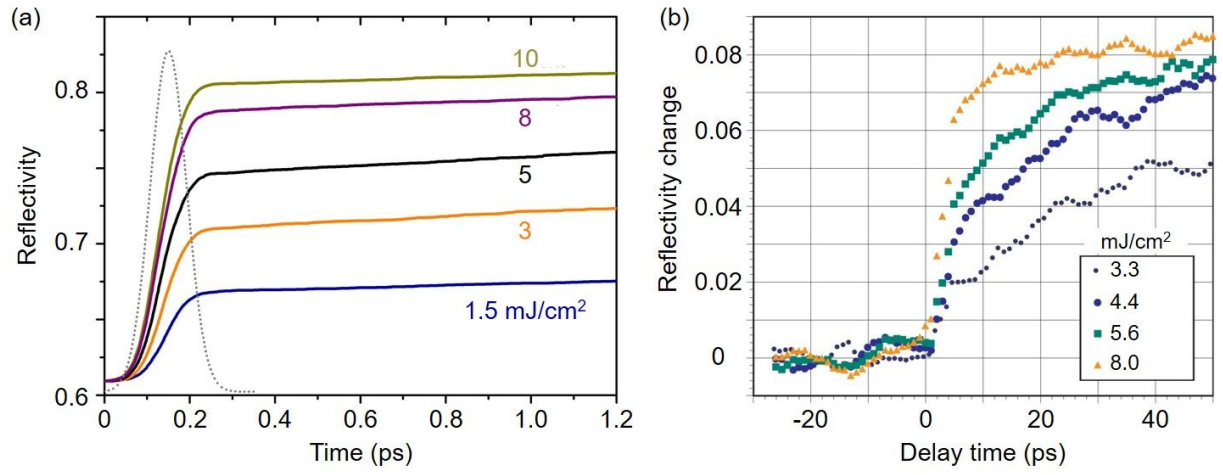 (a)
Reflectivity
0.8
0.7
0.6
10
8
5
3
1.5 mJ/cm²
0 0.2 0.4 0.6 0.8 1.0 1.2
Time (ps)
(b)
Reflectivity change
0.08
0.06
0.04
0.02
0
mJ/cm²
3.3
4.4
5.6
8.0
-20 0 20 40
Delay time (ps)